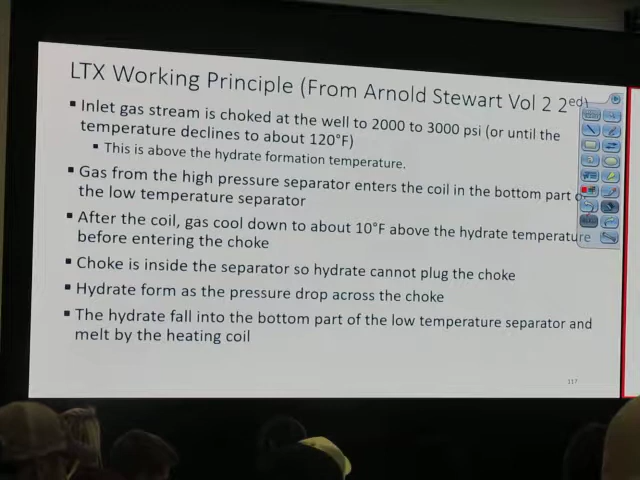 LTX Working Principle (From Arnold Stewart Vol 2 2ed)
▪ Inlet gas stream is choked at the well to 2000 to 3000 psi (or until the
temperature declines to about 120°F)
▪ This is above the hydrate formation temperature.
▪ Gas from the high pressure separator enters the coil in the bottom part
the low temperature separator
▪ After the coil, gas cool down to about 10°F above the hydrate temperature
before entering the choke
▪ Choke is inside the separator so hydrate cannot plug the choke
▪ Hydrate form as the pressure drop across the choke
▪ The hydrate fall into the bottom part of the low temperature separator and
melt by the heating coil
117